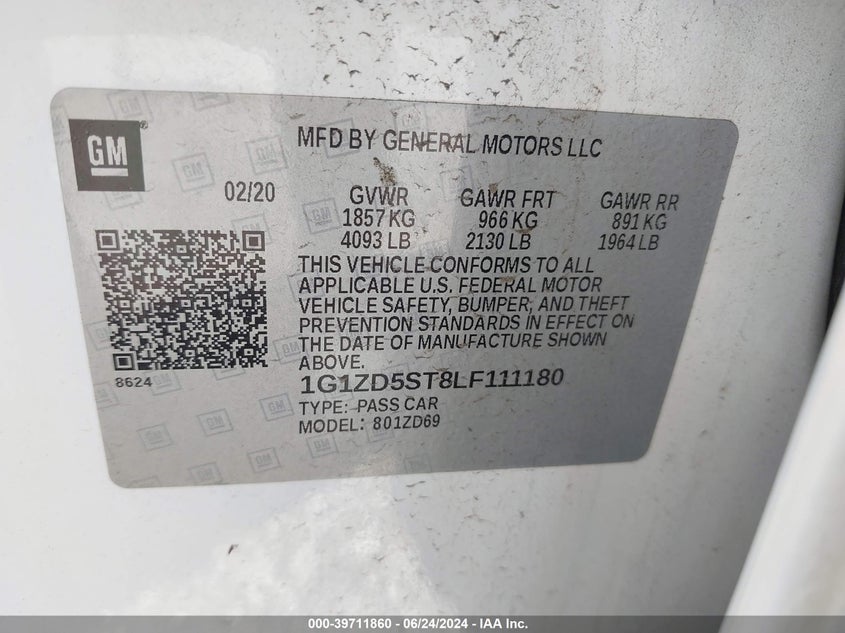 GM
MFD BY GENERAL MOTORS LLC
02/20
GVWR GAWR FRT GAWR RR
1857 KG 966 KG 891 KG
4093 LB 2130 LB 1964 LB
THIS VEHICLE CONFORMS TO ALL
APPLICABLE U.S. FEDERAL MOTOR
VEHICLE SAFETY, BUMPER, AND THEFT
PREVENTION STANDARDS IN EFFECT ON
THE DATE OF MANUFACTURE SHOWN
ABOVE.
8624
1G1ZD5ST8LF111180
TYPE: PASS CAR
MODEL: 801ZD69
000-39711860 - 06/24/2024 - IAA Inc.